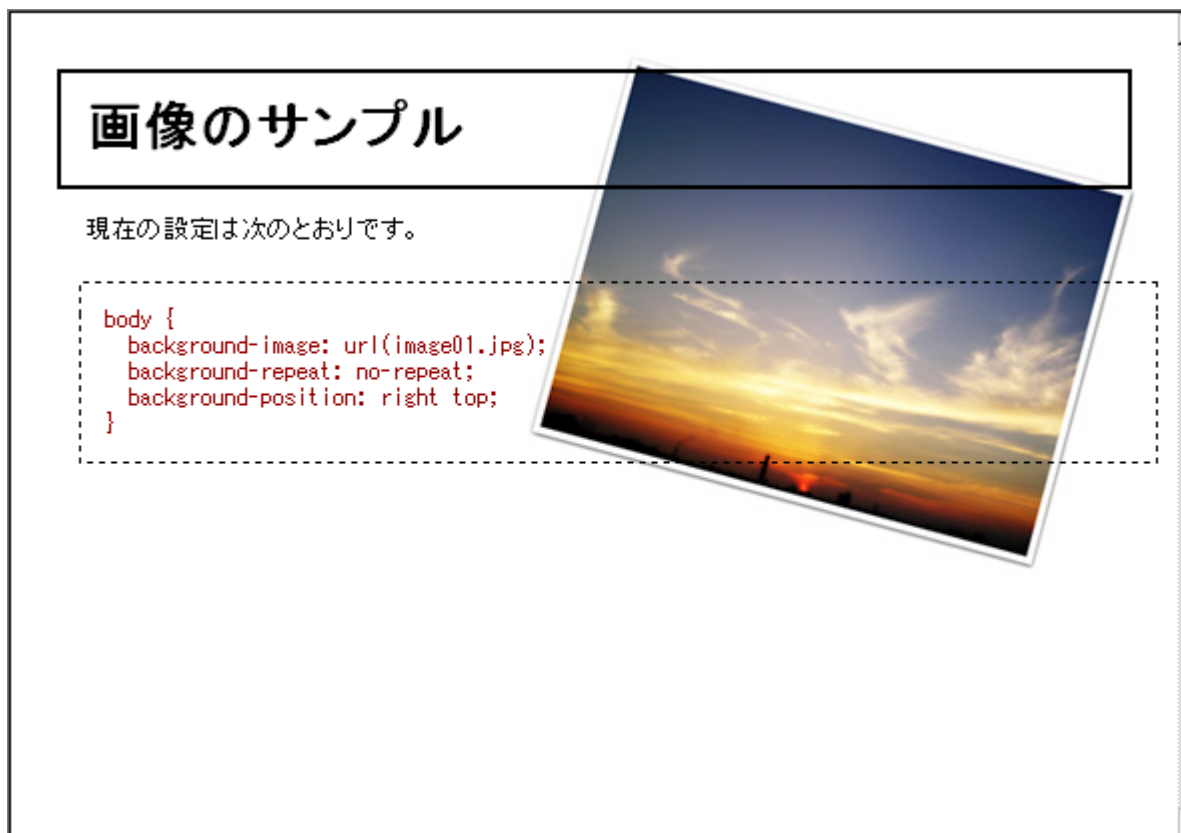 画像のサンプル
現在の設定は次のとおりです。
body {
  background-image: url(image01.jpg);
  background-repeat: no-repeat;
  background-position: right top;
}